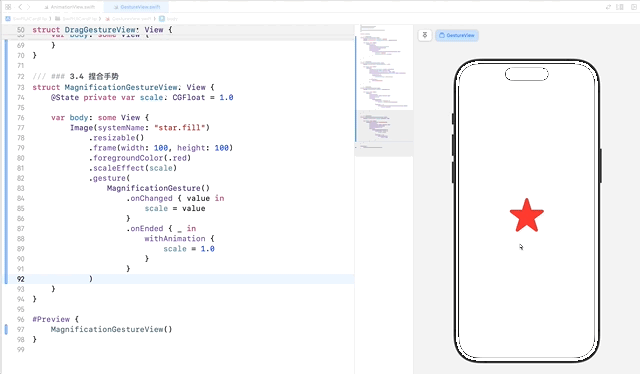 AnimationView.swift
GestureView.swift
50 struct DragGestureView: View {
68 var body: some View {
69 }
70 }
71
72 /// ### 3.4 捏合手势
73 struct MagnificationGestureView: View {
74 @State private var scale: CGFloat = 1.0
75
76 var body: some View {
77 Image(systemName: "star.fill")
78 .resizable()
79 .frame(width: 100, height: 100)
80 .foregroundColor(.red)
81 .scaleEffect(scale)
82 .gesture(
83 MagnificationGesture()
84 .onChanged { value in
85 scale = value
86 }
87 .onEnded { _ in
88 withAnimation {
89 scale = 1.0
90 }
91 }
92 )
93 }
94 }
95
96 #Preview {
97 MagnificationGestureView()
98 }
99
GestureView